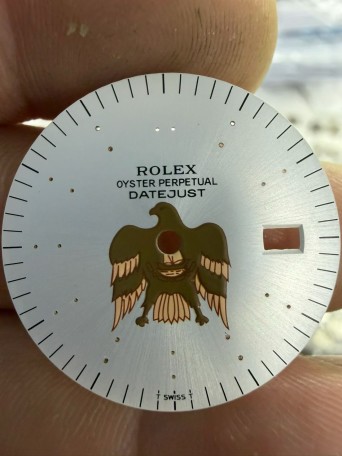 ROLEX
OYSTER PERPETUAL
DATEJUST
T SWISS T